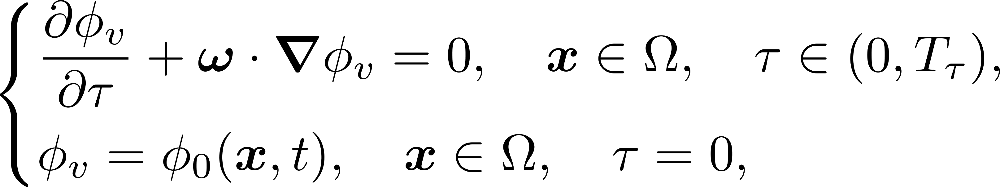 ∂ϕ_v/∂τ + 𝝎 · 𝛁ϕ_v = 0, 𝒙 ∈ Ω, τ ∈ (0, T_τ),
ϕ_v = ϕ_0(𝒙, t), 𝒙 ∈ Ω, τ = 0,